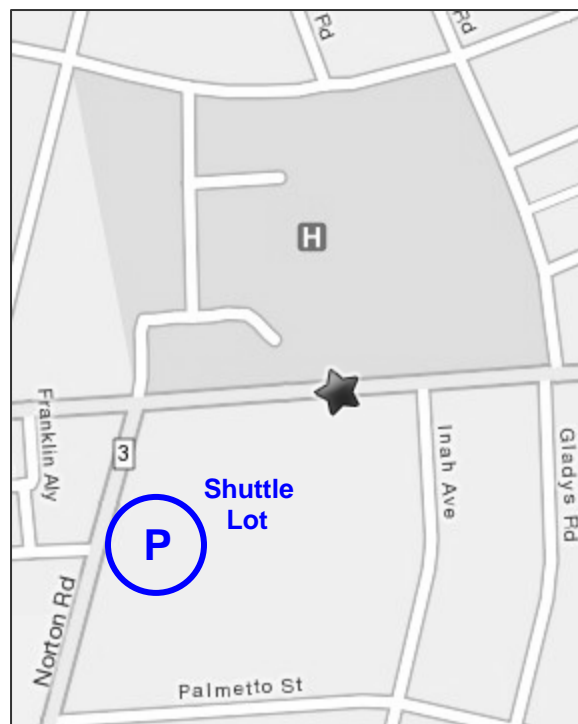 Rd
Rd
H
Franklin Aly
3
Inah Ave
Gladys Rd
Shuttle
Lot
P
Norton Rd
Palmetto St